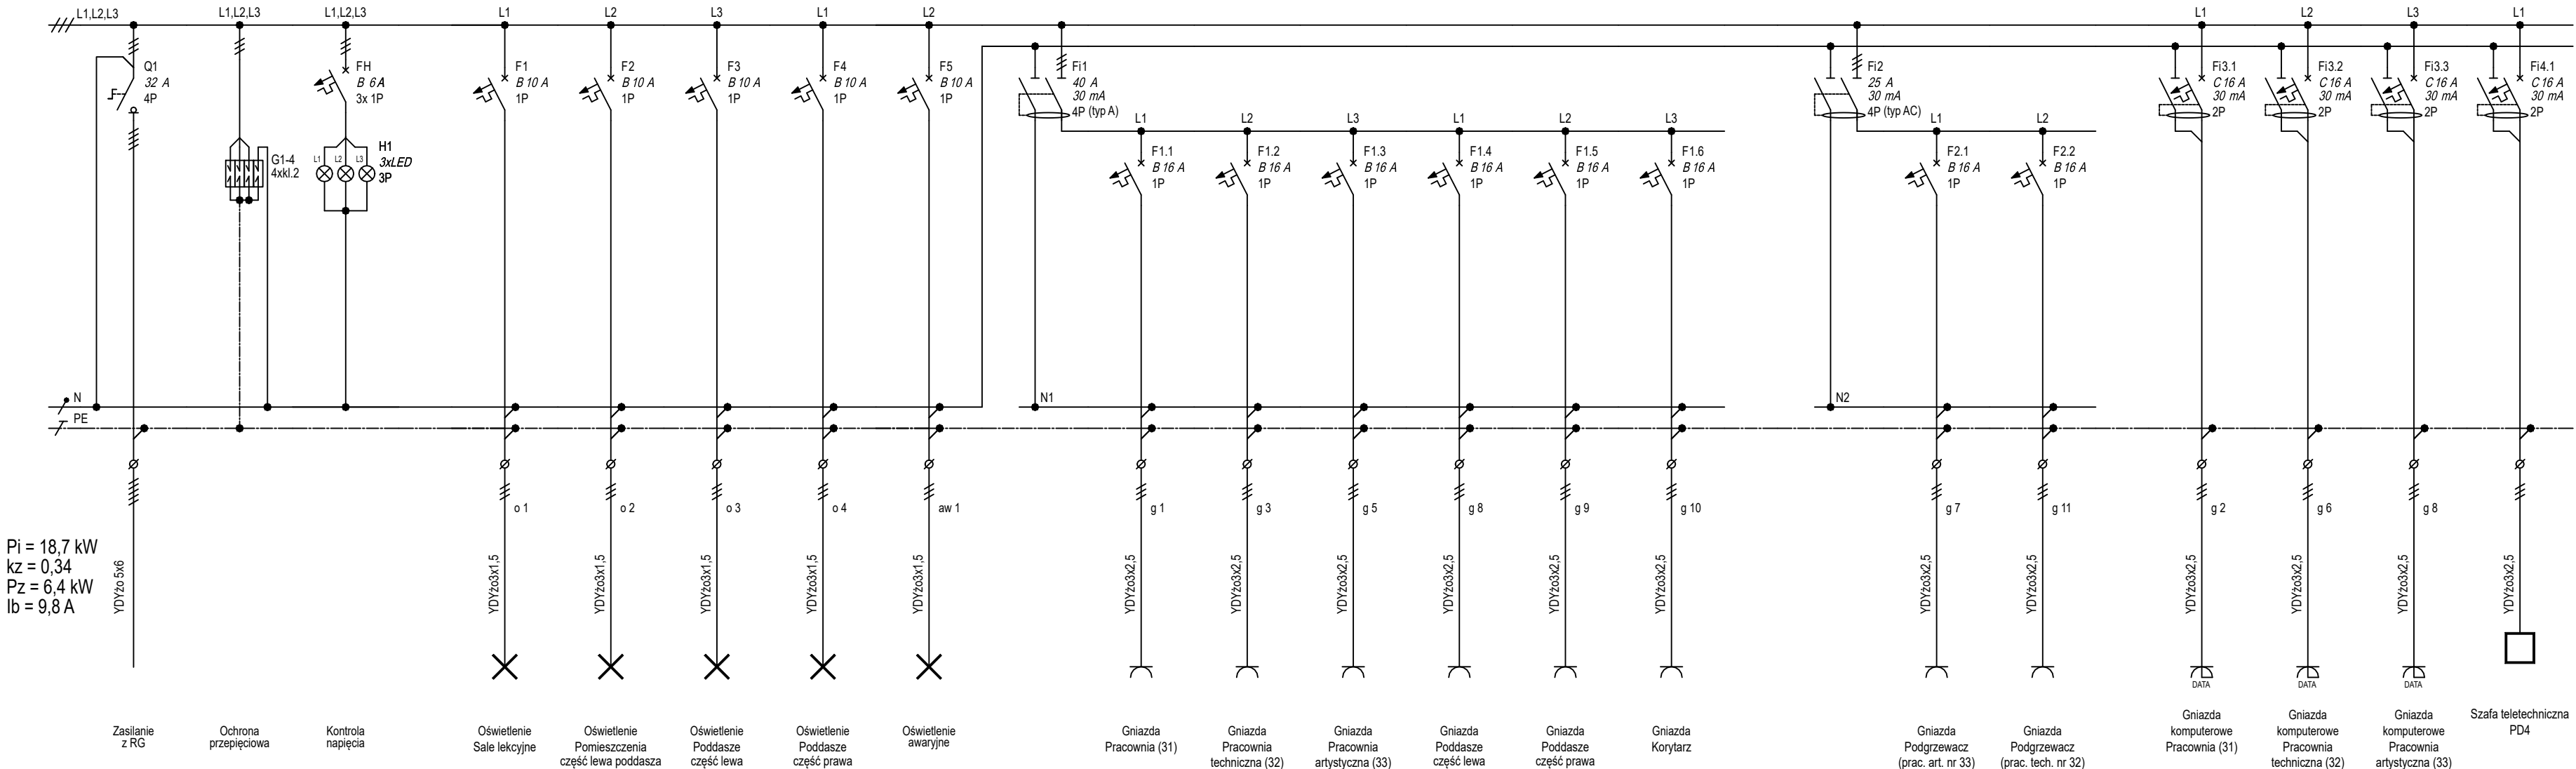 L1,L2,L3
L1,L2,L3
L1,L2,L3
L1
L2
L3
L1
L2
L1
L2
L3
L1
Q1
32 A
4P
FH
B 6A
3x 1P
F1
B 10 A
1P
F2
B 10 A
1P
F3
B 10 A
1P
F4
B 10 A
1P
F5
B 10 A
1P
Fi1
40 A
30 mA
4P (typ A)
Fi2
25 A
30 mA
4P (typ AC)
Fi3.1
C 16 A
30 mA
2P
Fi3.2
C 16 A
30 mA
2P
Fi3.3
C 16 A
30 mA
2P
Fi4.1
C 16 A
30 mA
2P
G1-4
4xkl.2
L1
L2
L3
H1
3xLED
3P
L1
L2
L3
L1
L2
L3
L1
L2
F1.1
B 16 A
1P
F1.2
B 16 A
1P
F1.3
B 16 A
1P
F1.4
B 16 A
1P
F1.5
B 16 A
1P
F1.6
B 16 A
1P
F2.1
B 16 A
1P
F2.2
B 16 A
1P
N
PE
N1
N2
o 1
o 2
o 3
o 4
aw 1
g 1
g 3
g 5
g 8
g 9
g 10
g 7
g 11
g 2
g 6
g 8
Pi = 18,7 kW
kz = 0,34
Pz = 6,4 kW
Ib = 9,8 A
YDYżo 5x6
YDYżo3x1,5
YDYżo3x1,5
YDYżo3x1,5
YDYżo3x1,5
YDYżo3x1,5
YDYżo3x2,5
YDYżo3x2,5
YDYżo3x2,5
YDYżo3x2,5
YDYżo3x2,5
YDYżo3x2,5
YDYżo3x2,5
YDYżo3x2,5
YDYżo3x2,5
YDYżo3x2,5
YDYżo3x2,5
YDYżo3x2,5
DATA
DATA
DATA
Zasilanie
z RG
Ochrona
przepięciowa
Kontrola
napięcia
Oświetlenie
Sale lekcyjne
Oświetlenie
Pomieszczenia
część lewa poddasza
Oświetlenie
Poddasze
część lewa
Oświetlenie
Poddasze
część prawa
Oświetlenie
awaryjne
Gniazda
Pracownia (31)
Gniazda
Pracownia
techniczna (32)
Gniazda
Pracownia
artystyczna (33)
Gniazda
Poddasze
część lewa
Gniazda
Poddasze
część prawa
Gniazda
Korytarz
Gniazda
Podgrzewacz
(prac. art. nr 33)
Gniazda
Podgrzewacz
(prac. tech. nr 32)
Gniazda
komputerowe
Pracownia (31)
Gniazda
komputerowe
Pracownia
techniczna (32)
Gniazda
komputerowe
Pracownia
artystyczna (33)
Szafa teletechniczna
PD4